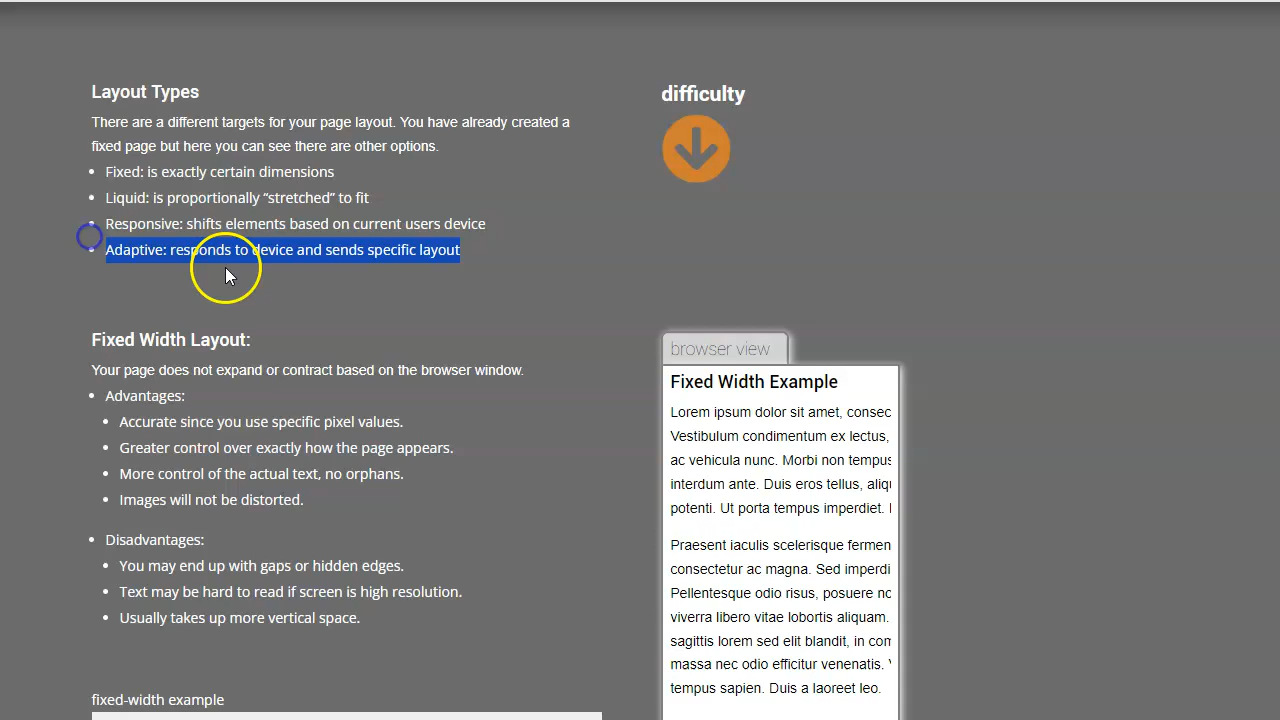 Layout Types
There are a different targets for your page layout. You have already created a
fixed page but here you can see there are other options.
Fixed: is exactly certain dimensions
Liquid: is proportionally “stretched” to fit
Responsive: shifts elements based on current users device
Adaptive: responds to device and sends specific layout
difficulty
Fixed Width Layout:
Your page does not expand or contract based on the browser window.
Advantages:
Accurate since you use specific pixel values.
Greater control over exactly how the page appears.
More control of the actual text, no orphans.
Images will not be distorted.
Disadvantages:
You may end up with gaps or hidden edges.
Text may be hard to read if screen is high resolution.
Usually takes up more vertical space.
fixed-width example
browser view
Fixed Width Example
Lorem ipsum dolor sit amet, consec
Vestibulum condimentum ex lectus,
ac vehicula nunc. Morbi non tempus
interdum ante. Duis eros tellus, aliqu
potenti. Ut porta tempus imperdiet.
Praesent iaculis scelerisque fermen
consectetur ac magna. Sed imperdi
Pellentesque odio risus, posuere no
viverra libero vitae lobortis aliquam.
sagittis lorem sed elit blandit, in com
massa nec odio efficitur venenatis.
tempus sapien. Duis a laoreet leo.